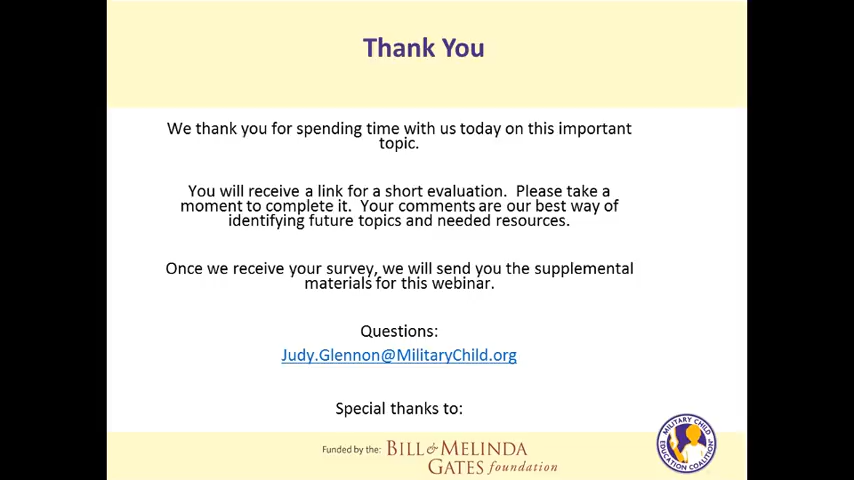 Thank You
We thank you for spending time with us today on this important
topic.
You will receive a link for a short evaluation. Please take a
moment to complete it. Your comments are our best way of
identifying future topics and needed resources.
Once we receive your survey, we will send you the supplemental
materials for this webinar.
Questions:
Judy.Glennon@MilitaryChild.org
Special thanks to:
Funded by the: BILL & MELINDA
GATES foundation
MILITARY CHILD
EDUCATION COALITION